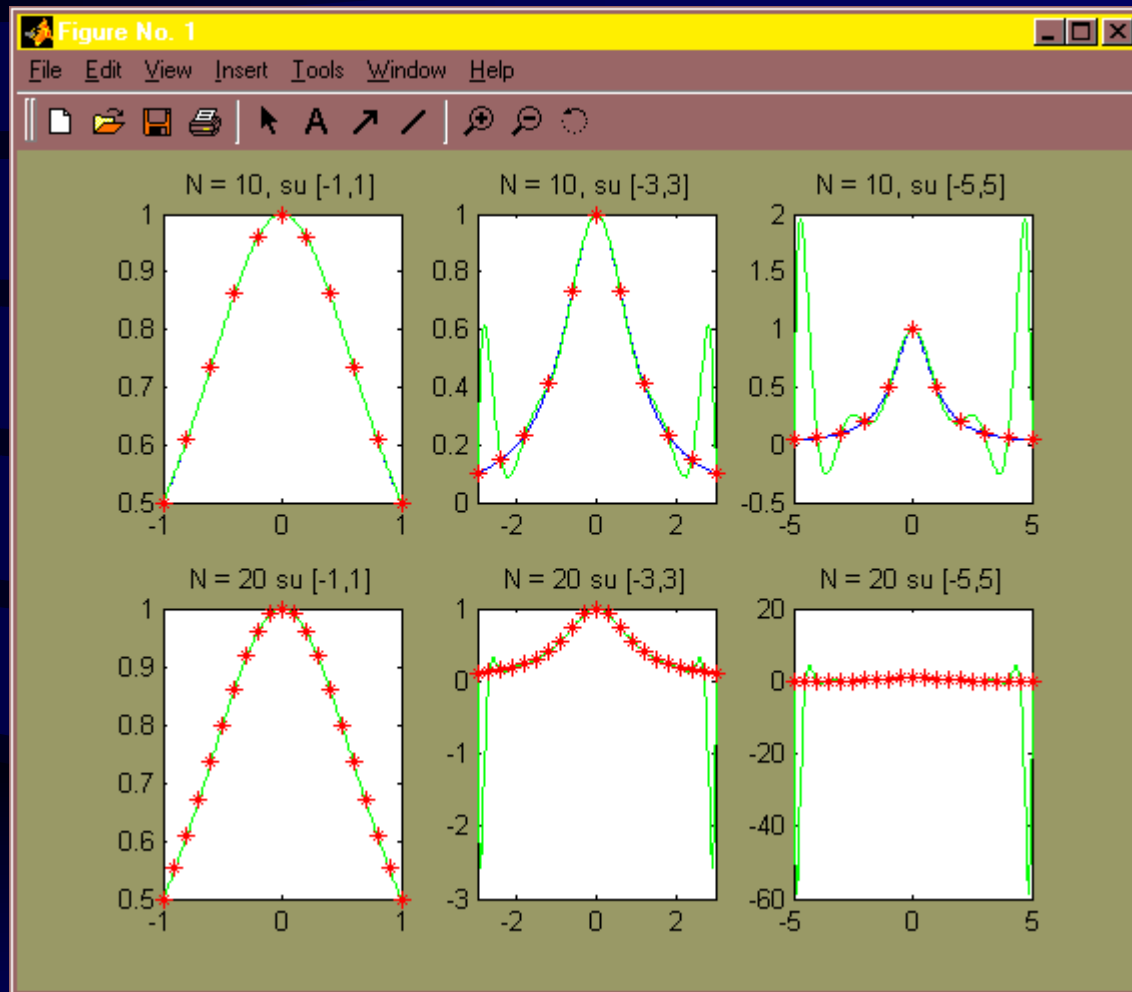 Figure No. 1
File Edit View Insert Tools Window Help
A
N = 10, su [-1,1]
1
0.9
0.8
0.7
0.6
0.5
-1 0 1
N = 10, su [-3,3]
1
0.8
0.6
0.4
0.2
0
-2 0 2
N = 10, su [-5,5]
2
1.5
1
0.5
0
-0.5
-5 0 5
N = 20 su [-1,1]
1
0.9
0.8
0.7
0.6
0.5
-1 0 1
N = 20 su [-3,3]
1
0
-1
-2
-3
-2 0 2
N = 20 su [-5,5]
20
0
-20
-40
-60
-5 0 5